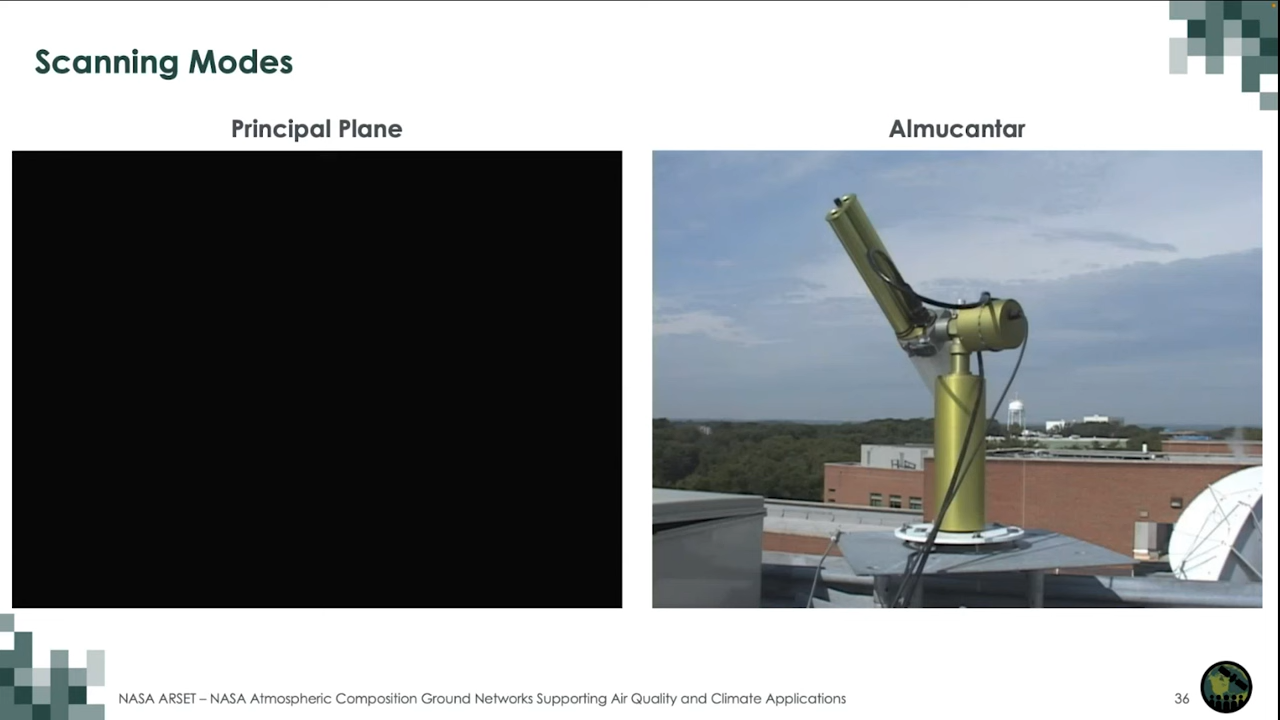 Scanning Modes
Principal Plane
Almucantar
NASA ARSET – NASA Atmospheric Composition Ground Networks Supporting Air Quality and Climate Applications
36